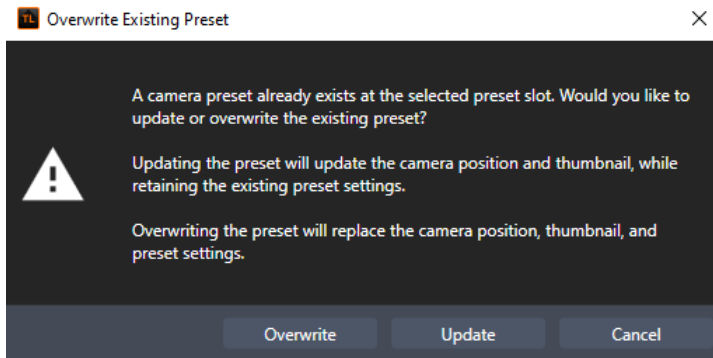 TL Overwrite Existing Preset
A camera preset already exists at the selected preset slot. Would you like to
update or overwrite the existing preset?
Updating the preset will update the camera position and thumbnail, while
retaining the existing preset settings.
Overwriting the preset will replace the camera position, thumbnail, and
preset settings.
Overwrite Update Cancel